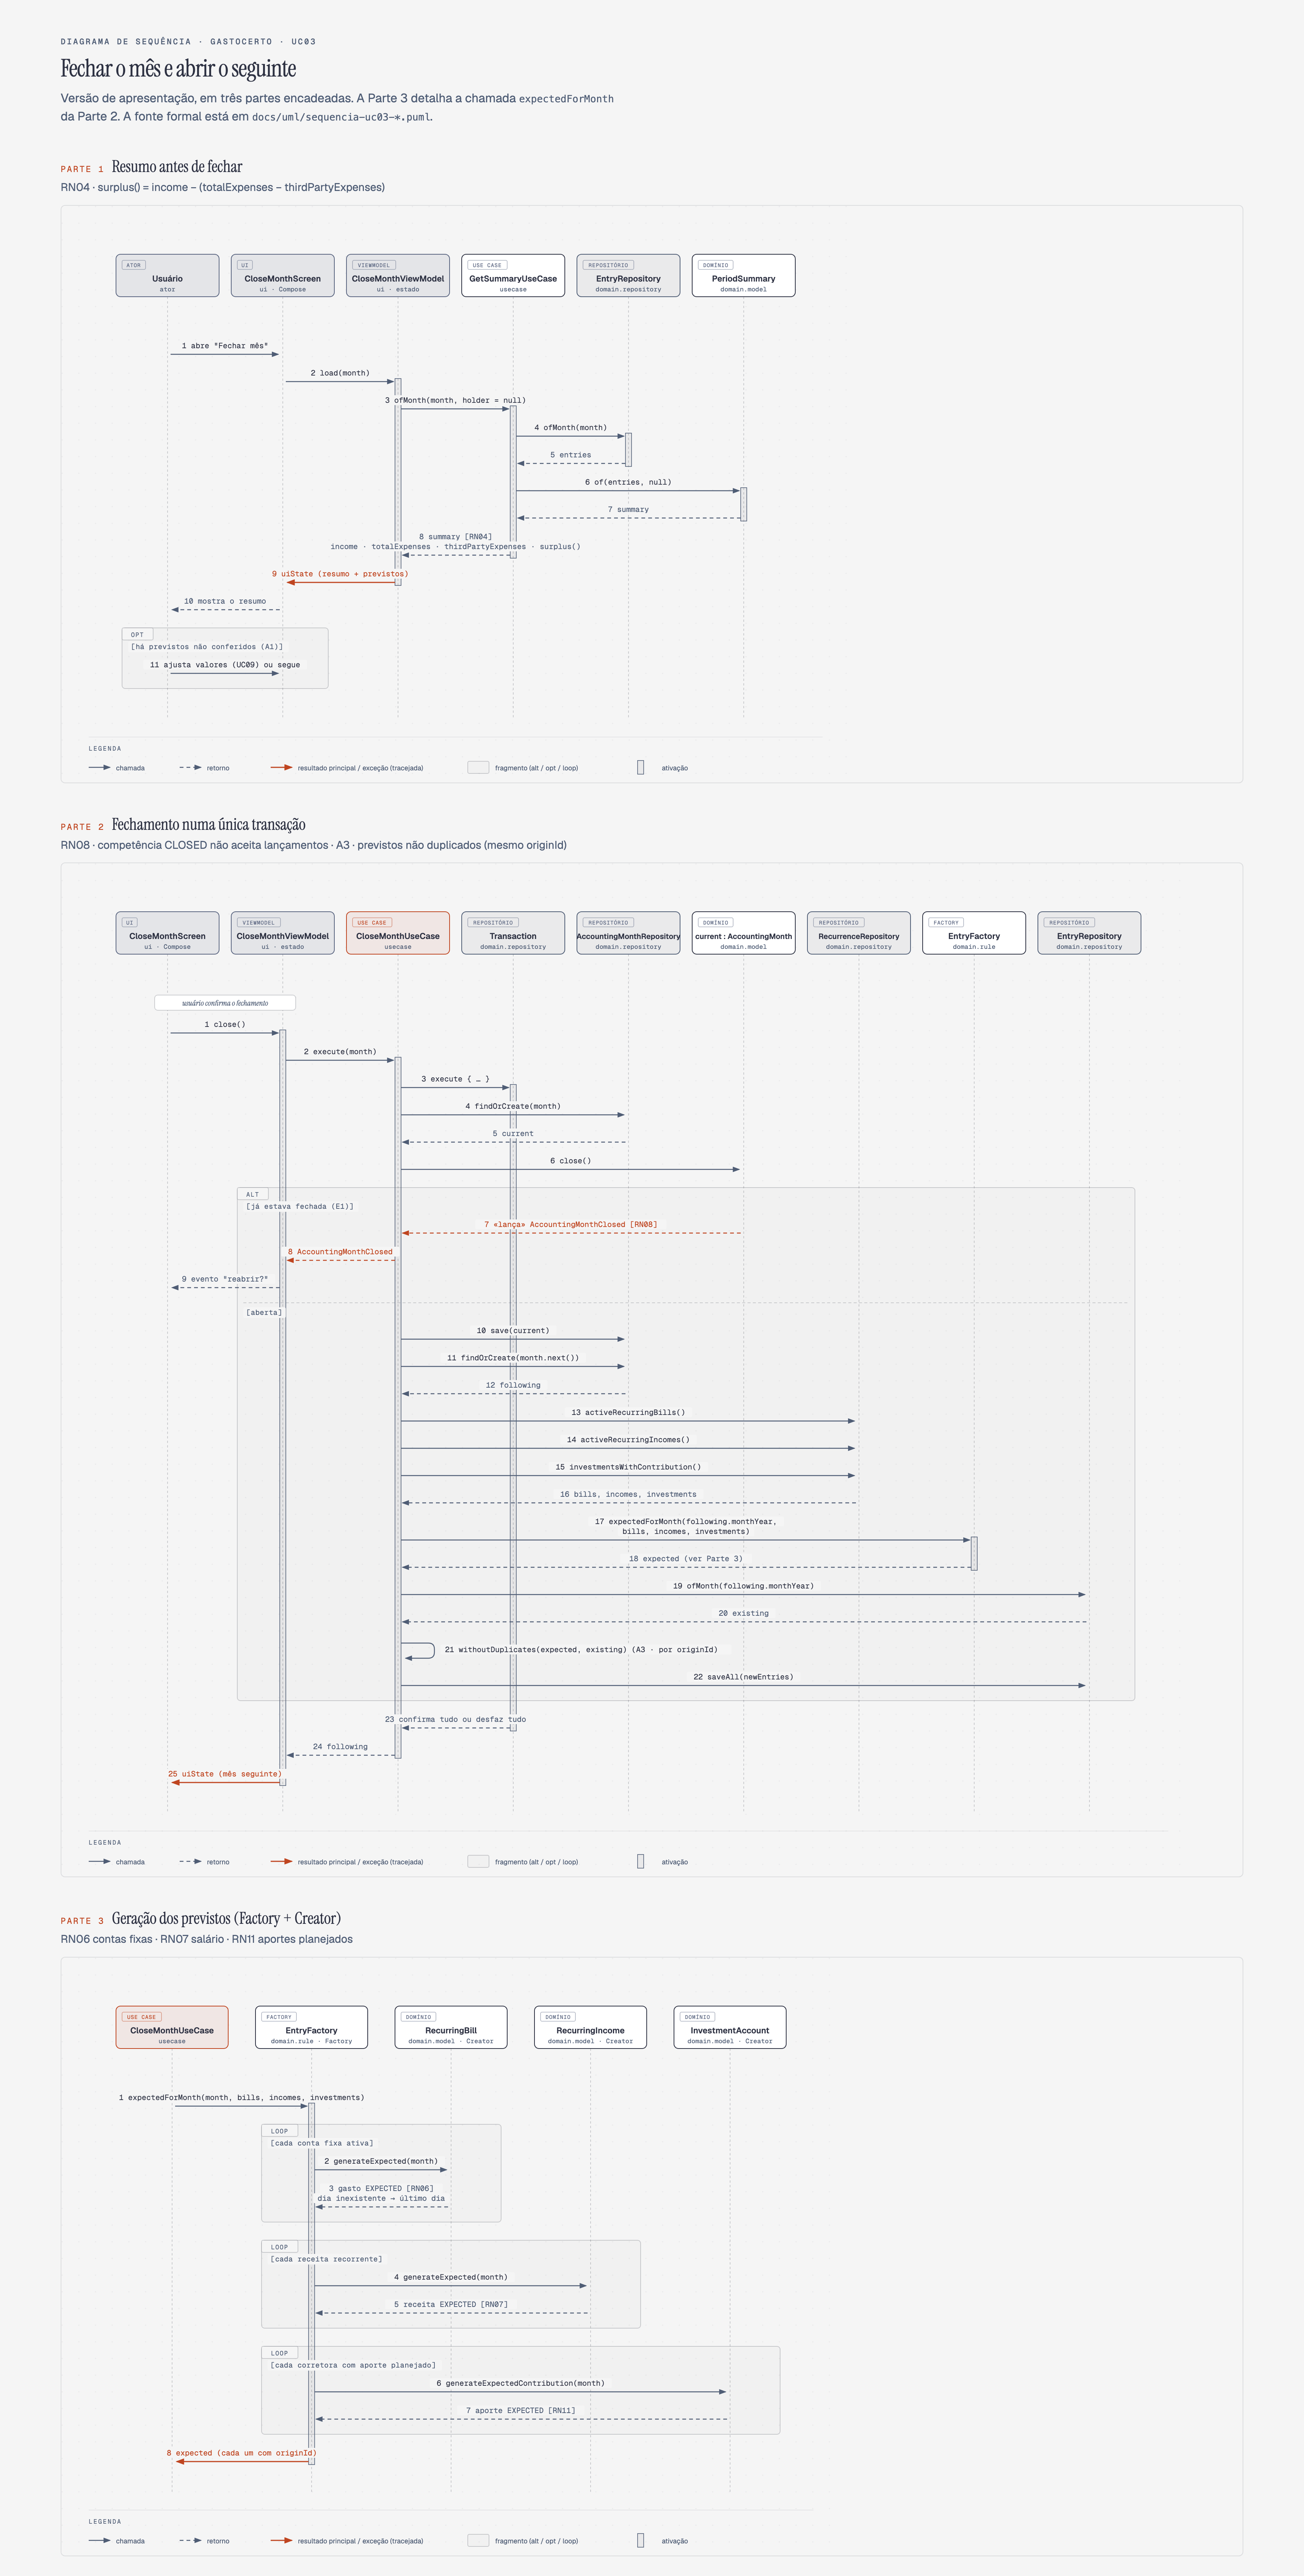 DIAGRAMA DE SEQUÊNCIA · GASTOCERTO · UC03
Fechar o mês e abrir o seguinte
Versão de apresentação, em três partes encadeadas. A Parte 3 detalha a chamada expectedForMonth
da Parte 2. A fonte formal está em docs/uml/sequencia-uc03-*.puml.
PARTE 1 Resumo antes de fechar
RN04 · surplus() = income – (totalExpenses – thirdPartyExpenses)
ATOR
Usuário
ator
UI
CloseMonthScreen
ui · Compose
VIEWMODEL
CloseMonthViewModel
ui · estado
USE CASE
GetSummaryUseCase
usecase
REPOSITÓRIO
EntryRepository
domain.repository
DOMÍNIO
PeriodSummary
domain.model
1 abre "Fechar mês"
2 load(month)
3 ofMonth(month, holder = null)
4 ofMonth(month)
5 entries
6 of(entries, null)
7 summary
8 summary [RN04]
income · totalExpenses · thirdPartyExpenses · surplus()
9 uiState (resumo + previstos)
10 mostra o resumo
OPT
[há previstos não conferidos (A1)]
11 ajusta valores (UC09) ou segue
LEGENDA
chamada
retorno
resultado principal / exceção (tracejada)
fragmento (alt / opt / loop)
ativação
PARTE 2 Fechamento numa única transação
RN08 · competência CLOSED não aceita lançamentos · A3 · previstos não duplicados (mesmo originId)
UI
CloseMonthScreen
ui · Compose
VIEWMODEL
CloseMonthViewModel
ui · estado
USE CASE
CloseMonthUseCase
usecase
REPOSITÓRIO
Transaction
domain.repository
REPOSITÓRIO
AccountingMonthRepository
domain.repository
DOMÍNIO
current : AccountingMonth
domain.model
REPOSITÓRIO
RecurrenceRepository
domain.repository
FACTORY
EntryFactory
domain.rule
REPOSITÓRIO
EntryRepository
domain.repository
usuário confirma o fechamento
1 close()
2 execute(month)
3 execute { … }
4 findOrCreate(month)
5 current
6 close()
ALT
[já estava fechada (E1)]
7 «lança» AccountingMonthClosed [RN08]
8 AccountingMonthClosed
9 evento "reabrir?"
[aberta]
10 save(current)
11 findOrCreate(month.next())
12 following
13 activeRecurringBills()
14 activeRecurringIncomes()
15 investmentsWithContribution()
16 bills, incomes, investments
17 expectedForMonth(following.monthYear,
bills, incomes, investments)
18 expected (ver Parte 3)
19 ofMonth(following.monthYear)
20 existing
21 withoutDuplicates(expected, existing) (A3 · por originId)
22 saveAll(newEntries)
23 confirma tudo ou desfaz tudo
24 following
25 uiState (mês seguinte)
LEGENDA
chamada
retorno
resultado principal / exceção (tracejada)
fragmento (alt / opt / loop)
ativação
PARTE 3 Geração dos previstos (Factory + Creator)
RN06 contas fixas · RN07 salário · RN11 aportes planejados
USE CASE
CloseMonthUseCase
usecase
FACTORY
EntryFactory
domain.rule · Factory
DOMÍNIO
RecurringBill
domain.model · Creator
DOMÍNIO
RecurringIncome
domain.model · Creator
DOMÍNIO
InvestmentAccount
domain.model · Creator
1 expectedForMonth(month, bills, incomes, investments)
LOOP
[cada conta fixa ativa]
2 generateExpected(month)
3 gasto EXPECTED [RN06]
dia inexistente → último dia
LOOP
[cada receita recorrente]
4 generateExpected(month)
5 receita EXPECTED [RN07]
LOOP
[cada corretora com aporte planejado]
6 generateExpectedContribution(month)
7 aporte EXPECTED [RN11]
8 expected (cada um com originId)
LEGENDA
chamada
retorno
resultado principal / exceção (tracejada)
fragmento (alt / opt / loop)
ativação